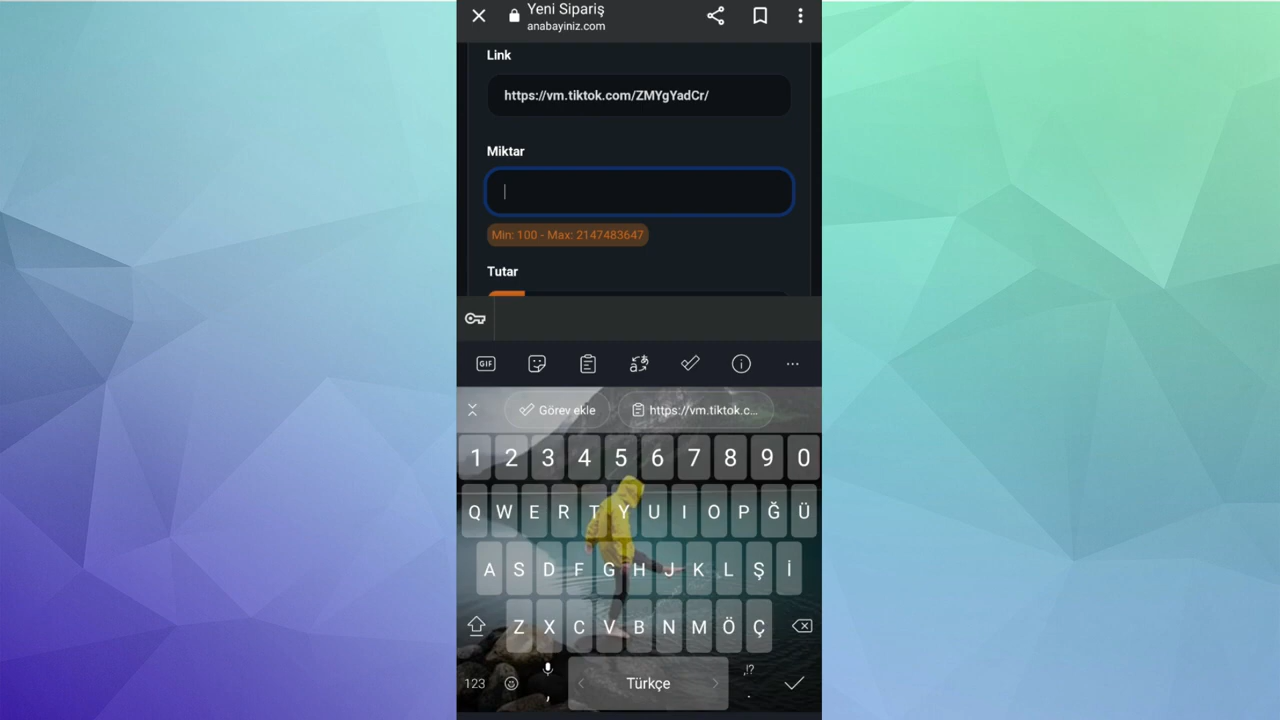 Yeni Sipariş
anabayiniz.com
Link
https://vm.tiktok.com/ZMYgYadCr/
Miktar
Min: 100 - Max: 2147483647
Tutar
GIF
Görev ekle
https://vm.tiktok.c...
1 2 3 4 5 6 7 8 9 0
Q W E R T Y U I O P Ğ Ü
A S D F G H J K L Ş İ
Z X C V B N M Ö Ç
123 , Türkçe ,!? .